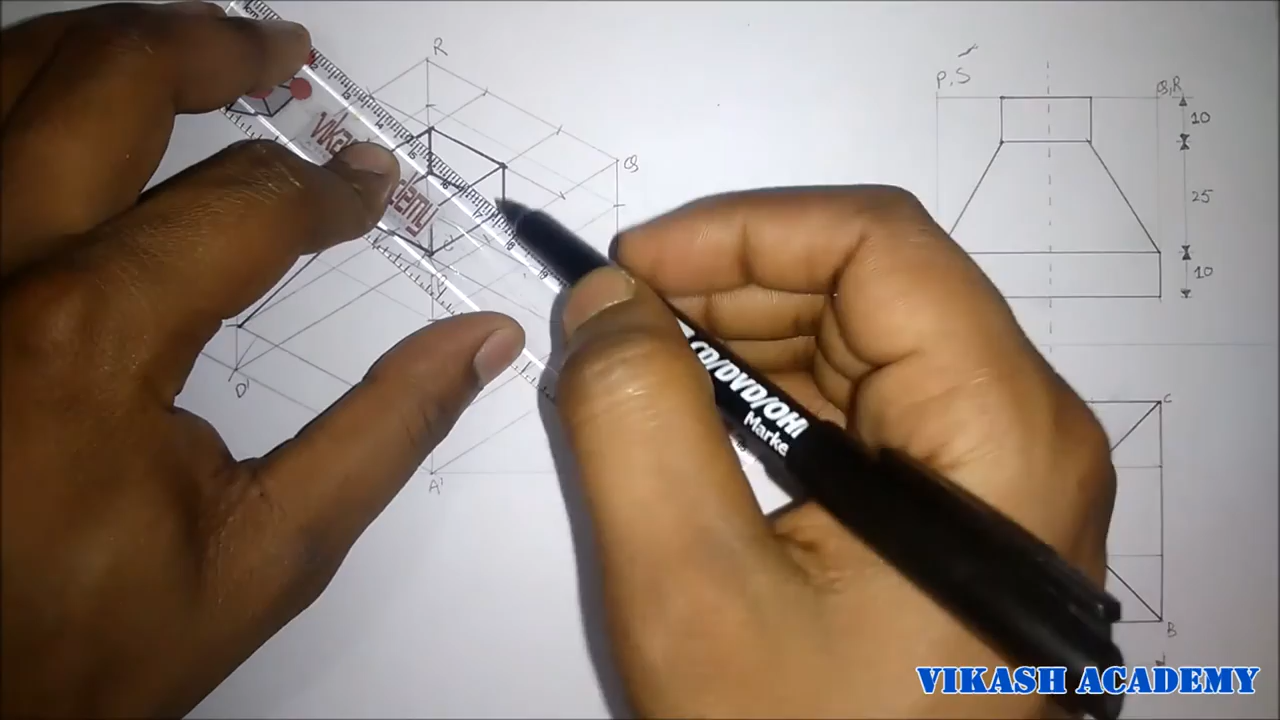 R
P,S
Q,R
10
Q
25
10
D'
A'
C
B
Vikash
Academy
CD/DVD/OH
Marke
VIKASH ACADEMY